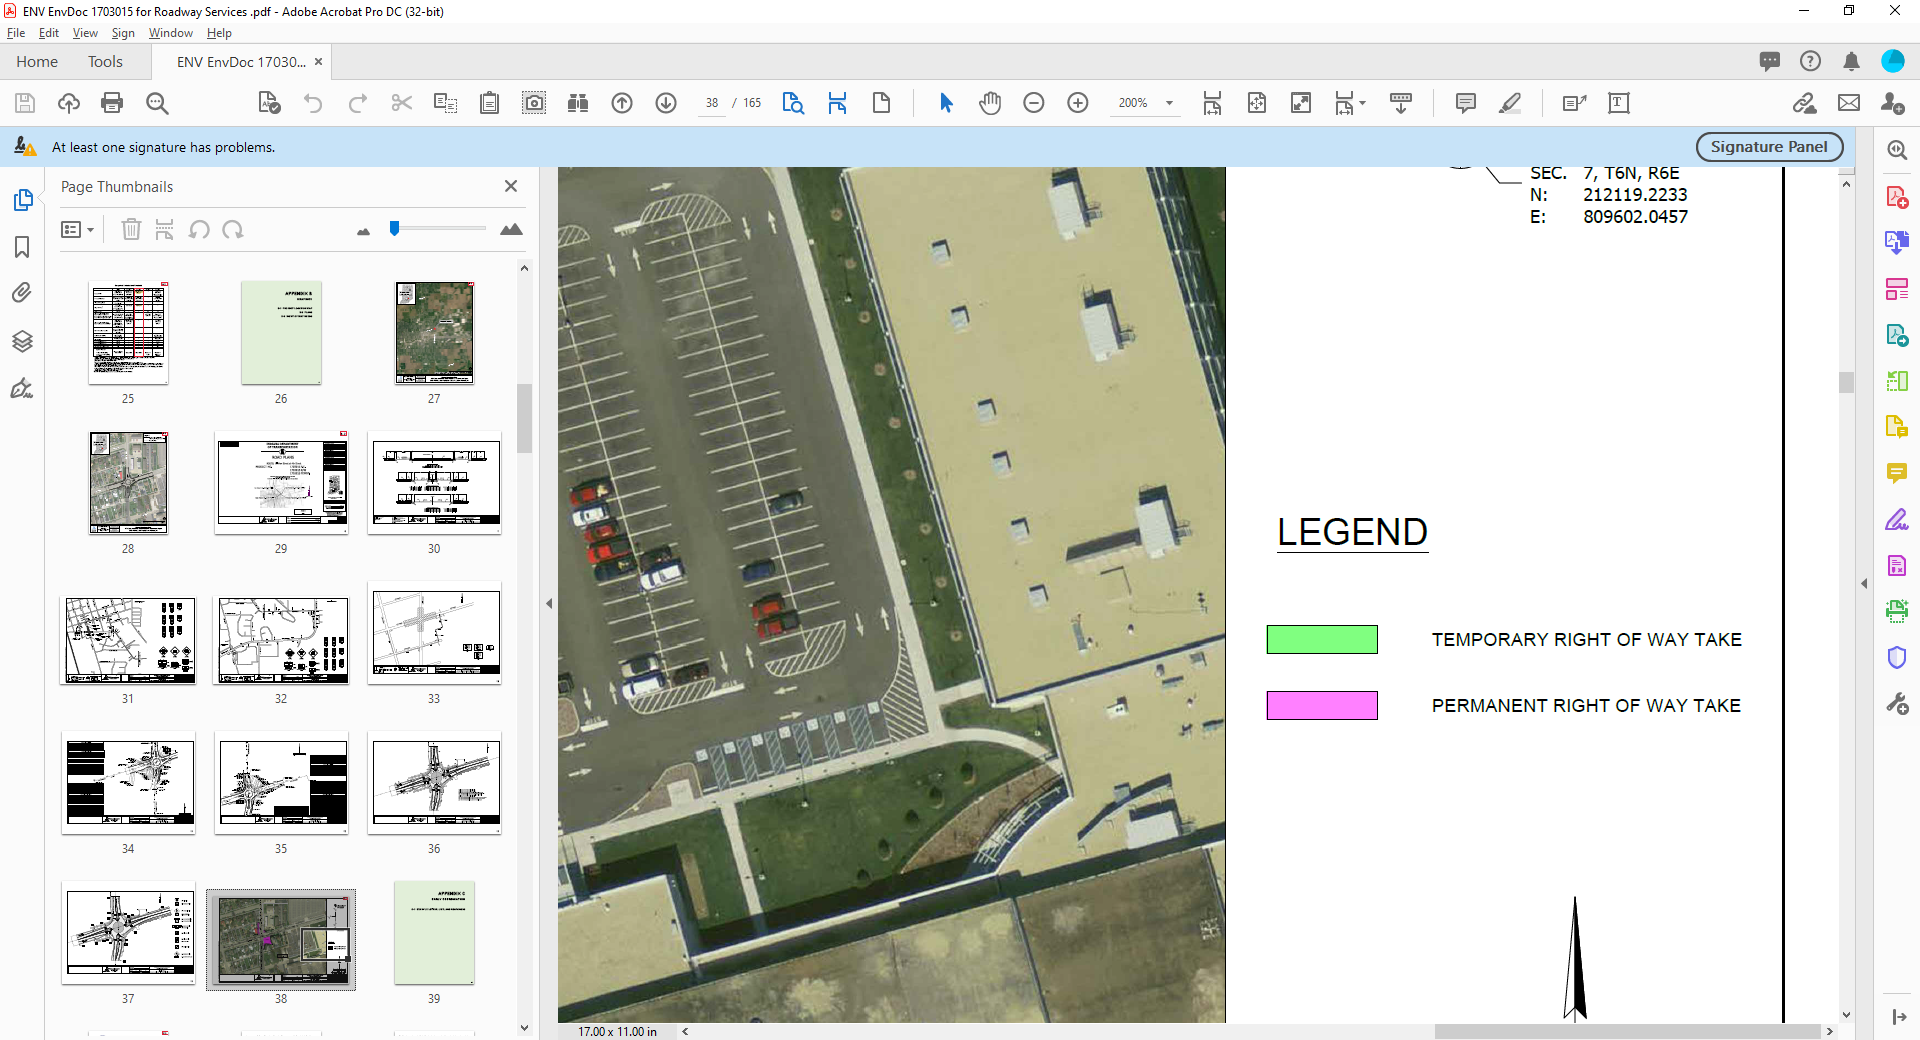 ENV EnvDoc 1703015 for Roadway Services .pdf - Adobe Acrobat Pro DC (32-bit)
File Edit View Sign Window Help
Home Tools ENV EnvDoc 17030... ×
38 / 165 200%
At least one signature has problems. Signature Panel
Page Thumbnails
25 26 27
28 29 30
31 32 33
34 35 36
37 38 39
SEC. 7, T6N, R6E
N: 212119.2233
E: 809602.0457
LEGEND
TEMPORARY RIGHT OF WAY TAKE
PERMANENT RIGHT OF WAY TAKE
17.00 x 11.00 in